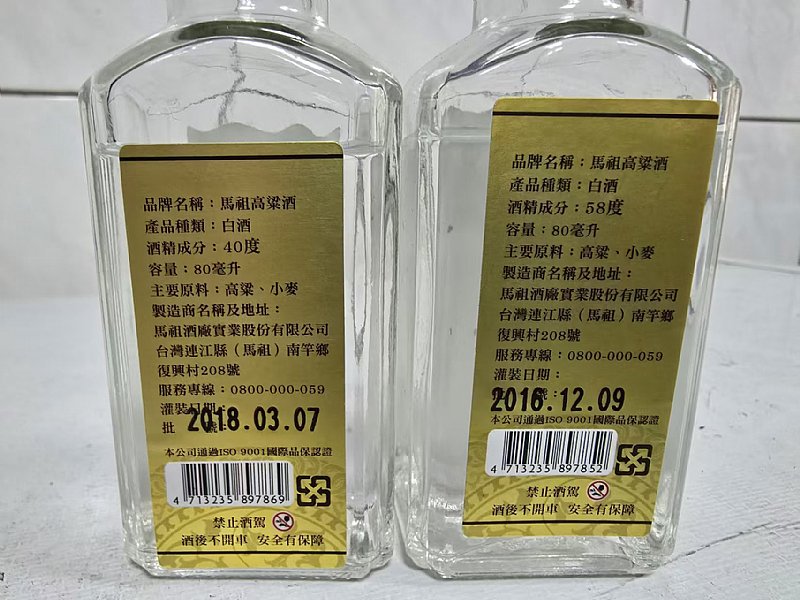 品牌名稱：馬祖高粱酒
產品種類：白酒
酒精成分：40度
容量：80毫升
主要原料：高粱、小麥
製造商名稱及地址：
馬祖酒廠實業股份有限公司
台灣連江縣（馬祖）南竿鄉
復興村208號
服務專線：0800-000-059
灌裝日期：
批號：2018.03.07
本公司通過ISO 9001國際品保認證
4 713235 897869
禁止酒駕
酒後不開車 安全有保障
品牌名稱：馬祖高粱酒
產品種類：白酒
酒精成分：58度
容量：80毫升
主要原料：高粱、小麥
製造商名稱及地址：
馬祖酒廠實業股份有限公司
台灣連江縣（馬祖）南竿鄉
復興村208號
服務專線：0800-000-059
灌裝日期：
2016.12.09
本公司通過ISO 9001國際品保認證
4 713235 897852
禁止酒駕
酒後不開車 安全有保障